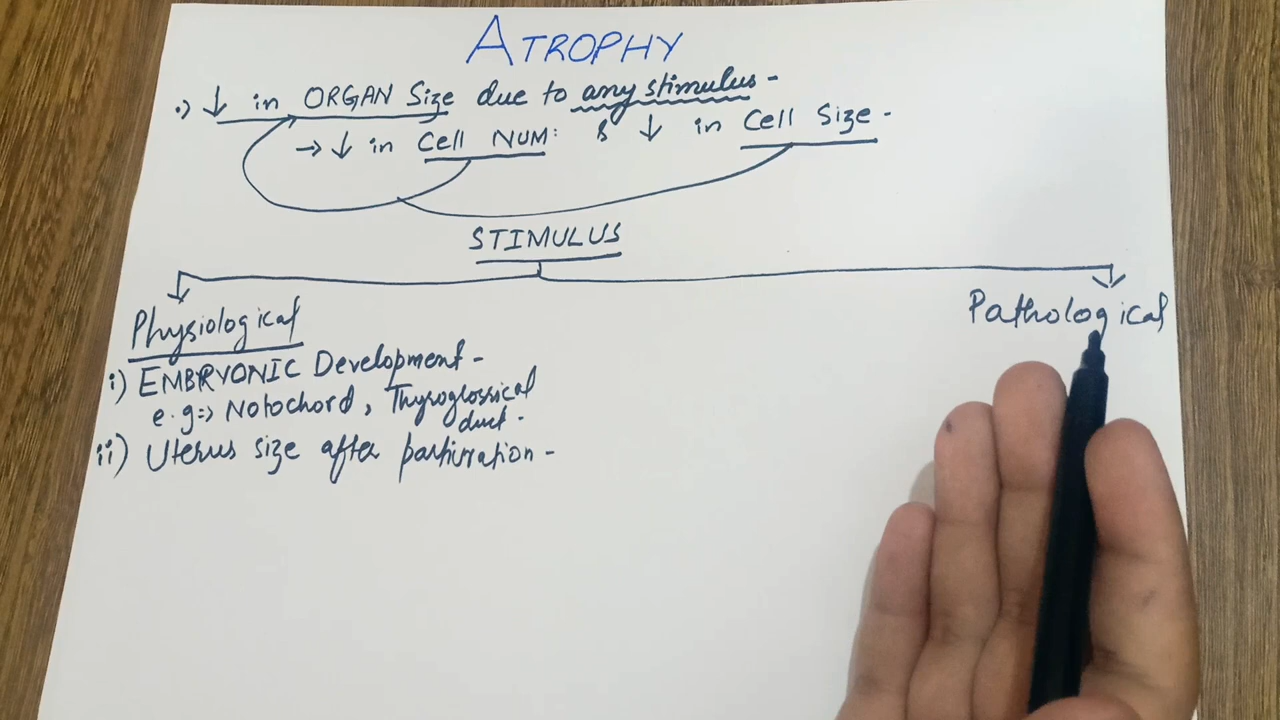 ATROPHY
·) ↓ in ORGAN Size due to any stimulus -
→ ↓ in Cell NUM: & ↓ in Cell Size.
STIMULUS
Physiological
Pathological
i) EMBRYONIC Development -
e.g => Notochord, Thyroglossical
duct.
ii) Uterus size after parturation -